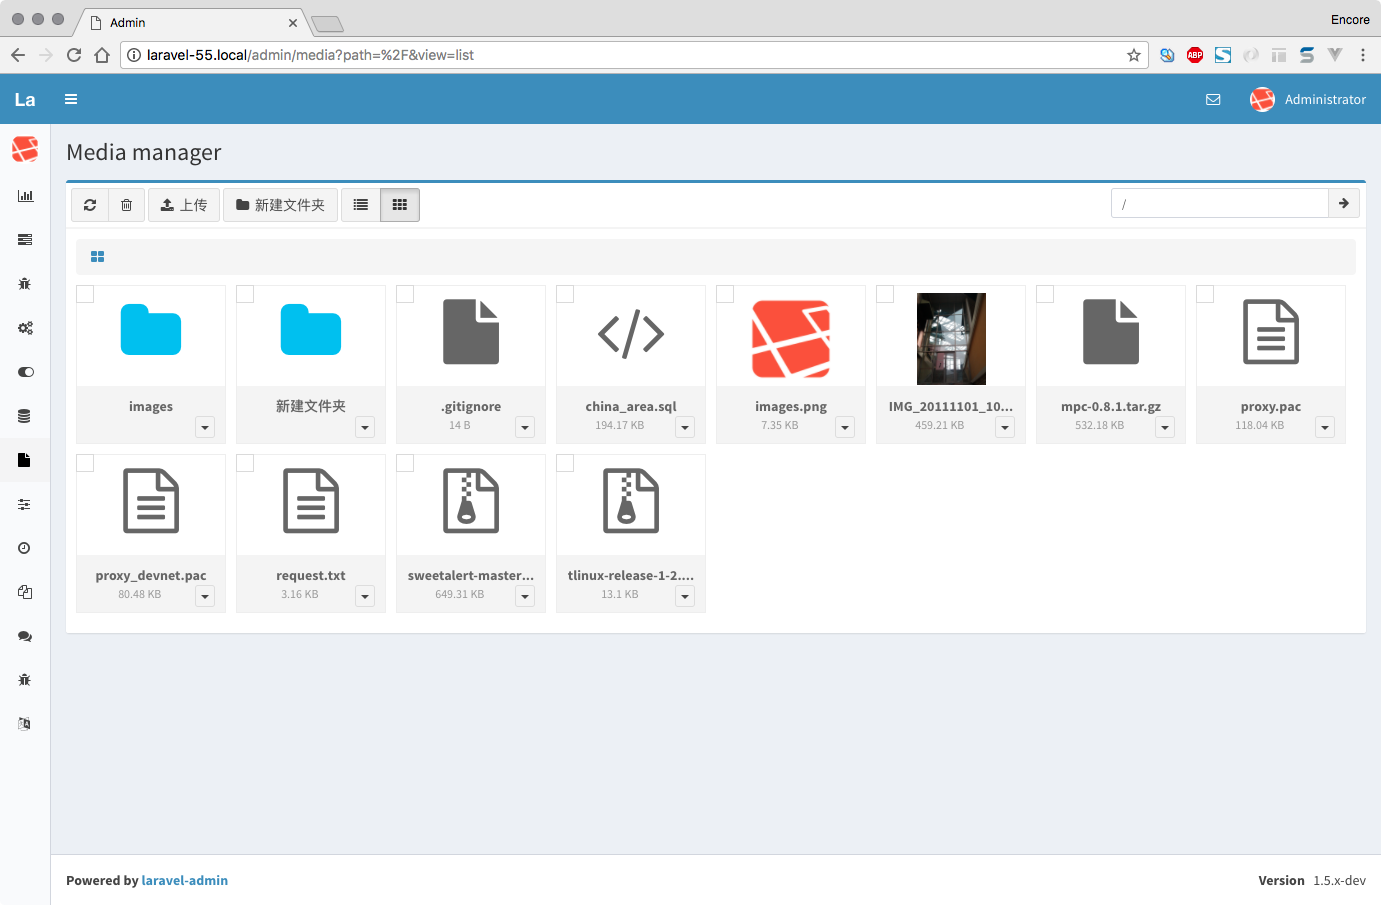 Admin
Encore
laravel-55.local/admin/media?path=%2F&view=list
ABP
La
Administrator
Media manager
上传
新建文件夹
/
images
新建文件夹
.gitignore
14 B
china_area.sql
194.17 KB
images.png
7.35 KB
IMG_20111101_10...
459.21 KB
mpc-0.8.1.tar.gz
532.18 KB
proxy.pac
118.04 KB
proxy_devnet.pac
80.48 KB
request.txt
3.16 KB
sweetalert-master...
649.31 KB
tlinux-release-1-2....
13.1 KB
Powered by laravel-admin
Version 1.5.x-dev